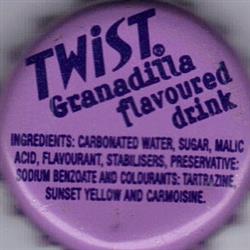 TWiST®
Granadilla
flavoured
drink
INGREDIENTS: CARBONATED WATER, SUGAR, MALIC
ACID, FLAVOURANT, STABILISERS, PRESERVATIVE:
SODIUM BENZOATE AND COLOURANTS: TARTRAZINE,
SUNSET YELLOW AND CARMOISINE.